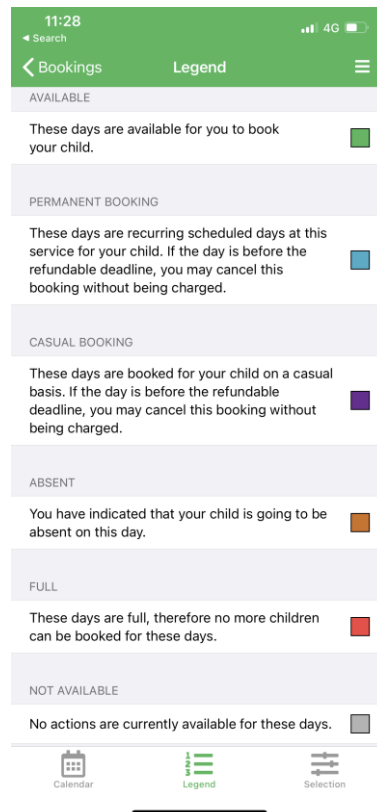 11:28
◀ Search
4G
Bookings
Legend
AVAILABLE
These days are available for you to book
your child.
PERMANENT BOOKING
These days are recurring scheduled days at this
service for your child. If the day is before the
refundable deadline, you may cancel this
booking without being charged.
CASUAL BOOKING
These days are booked for your child on a casual
basis. If the day is before the refundable
deadline, you may cancel this booking without
being charged.
ABSENT
You have indicated that your child is going to be
absent on this day.
FULL
These days are full, therefore no more children
can be booked for these days.
NOT AVAILABLE
No actions are currently available for these days.
1
2
3
Calendar
Legend
Selection